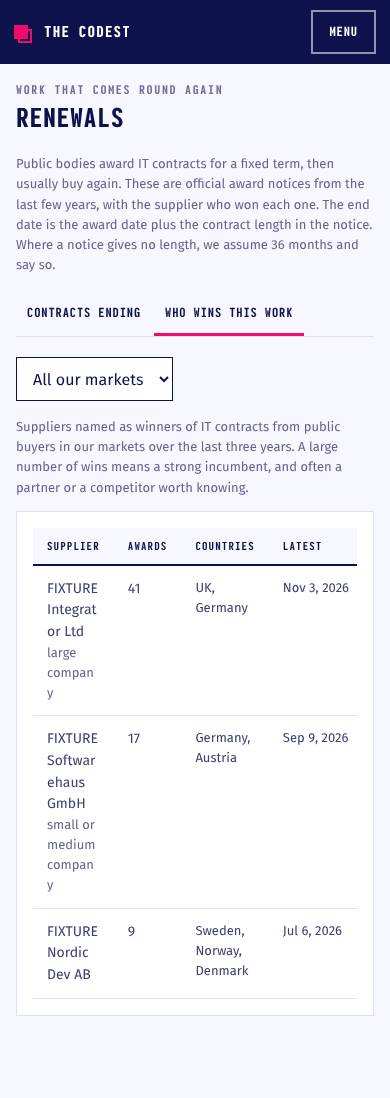 THE CODEST
MENU
WORK THAT COMES ROUND AGAIN
RENEWALS
Public bodies award IT contracts for a fixed term, then
usually buy again. These are official award notices from the
last few years, with the supplier who won each one. The end
date is the award date plus the contract length in the notice.
Where a notice gives no length, we assume 36 months and
say so.
CONTRACTS ENDING WHO WINS THIS WORK
All our markets
Suppliers named as winners of IT contracts from public
buyers in our markets over the last three years. A large
number of wins means a strong incumbent, and often a
partner or a competitor worth knowing.
SUPPLIER AWARDS COUNTRIES LATEST
FIXTURE
Integrat
or Ltd
large
compan
y
41
UK,
Germany
Nov 3, 2026
FIXTURE
Softwar
ehaus
GmbH
small or
medium
compan
y
17
Germany,
Austria
Sep 9, 2026
FIXTURE
Nordic
Dev AB
9
Sweden,
Norway,
Denmark
Jul 6, 2026